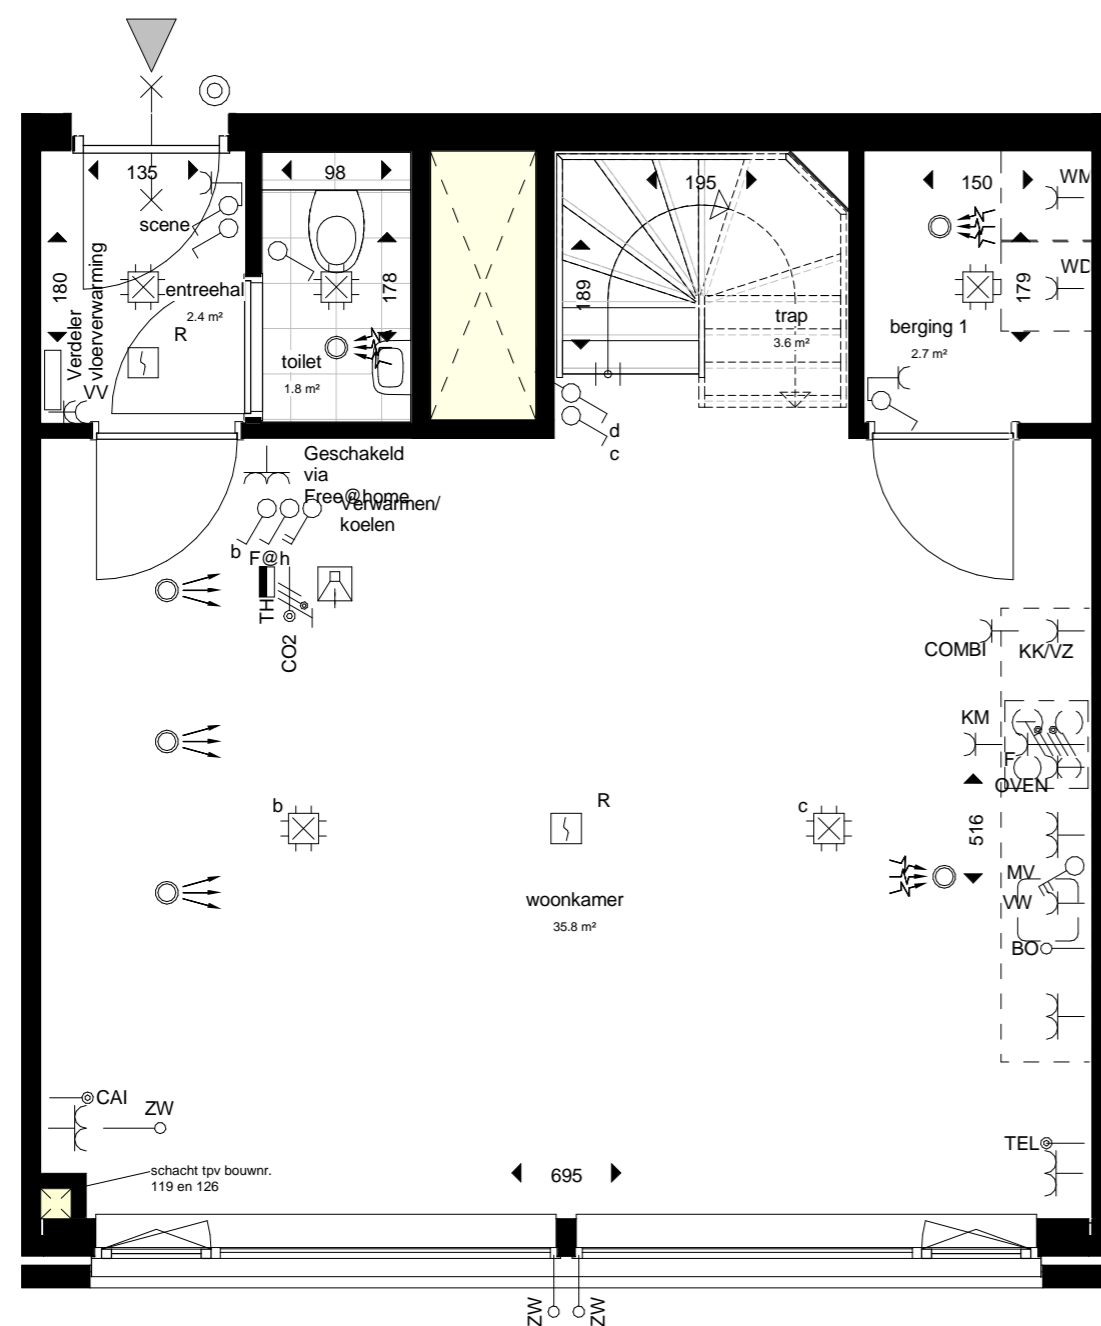 135
98
195
150
WM
scene
180
Verdeler
vloerverwarming
entreehal
2.4 m²
R
178
189
179
WD
trap
3.6 m²
berging 1
2.7 m²
toilet
1.8 m²
VV
d
c
Geschakeld
via
Free@home
Verwarmen/
koelen
b
F@h
TH
CO2
COMBI
KK/VZ
KM
F
OVEN
b
R
c
516
MV
VW
woonkamer
35.8 m²
BO
CAI
ZW
TEL
schacht tpv bouwnr.
119 en 126
695
ZW
ZW